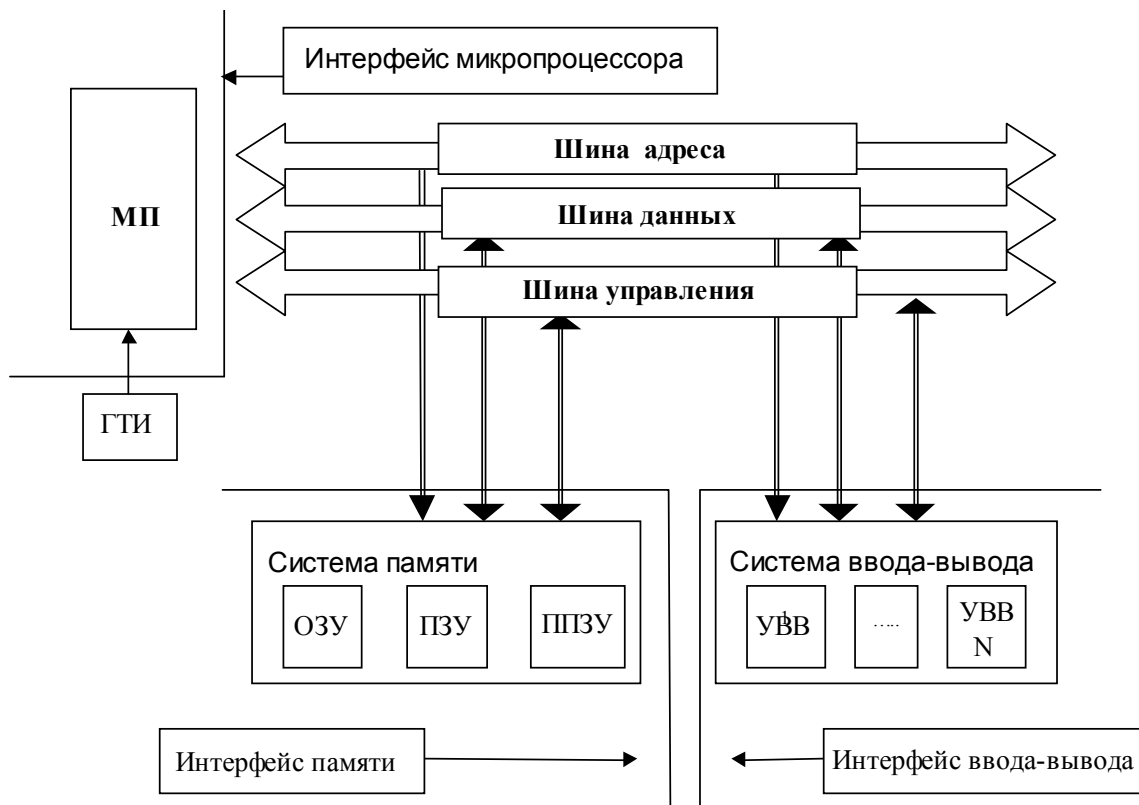 Интерфейс микропроцессора
Шина адреса
МП
Шина данных
Шина управления
ГТИ
Система памяти
ОЗУ
ПЗУ
ППЗУ
Система ввода-вывода
УВВ
1
.....
УВВ
N
Интерфейс памяти
Интерфейс ввода-вывода